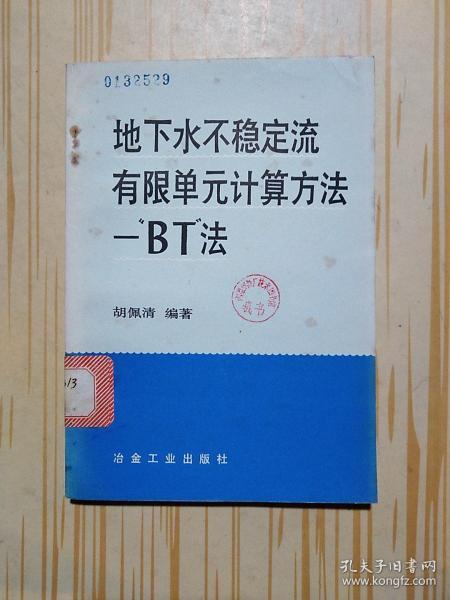 0132529
地下水不稳定流
有限单元计算方法
—"BT"法
胡佩清 编著
冶金工业出版社
孔夫子旧书网
www.kongfz.com